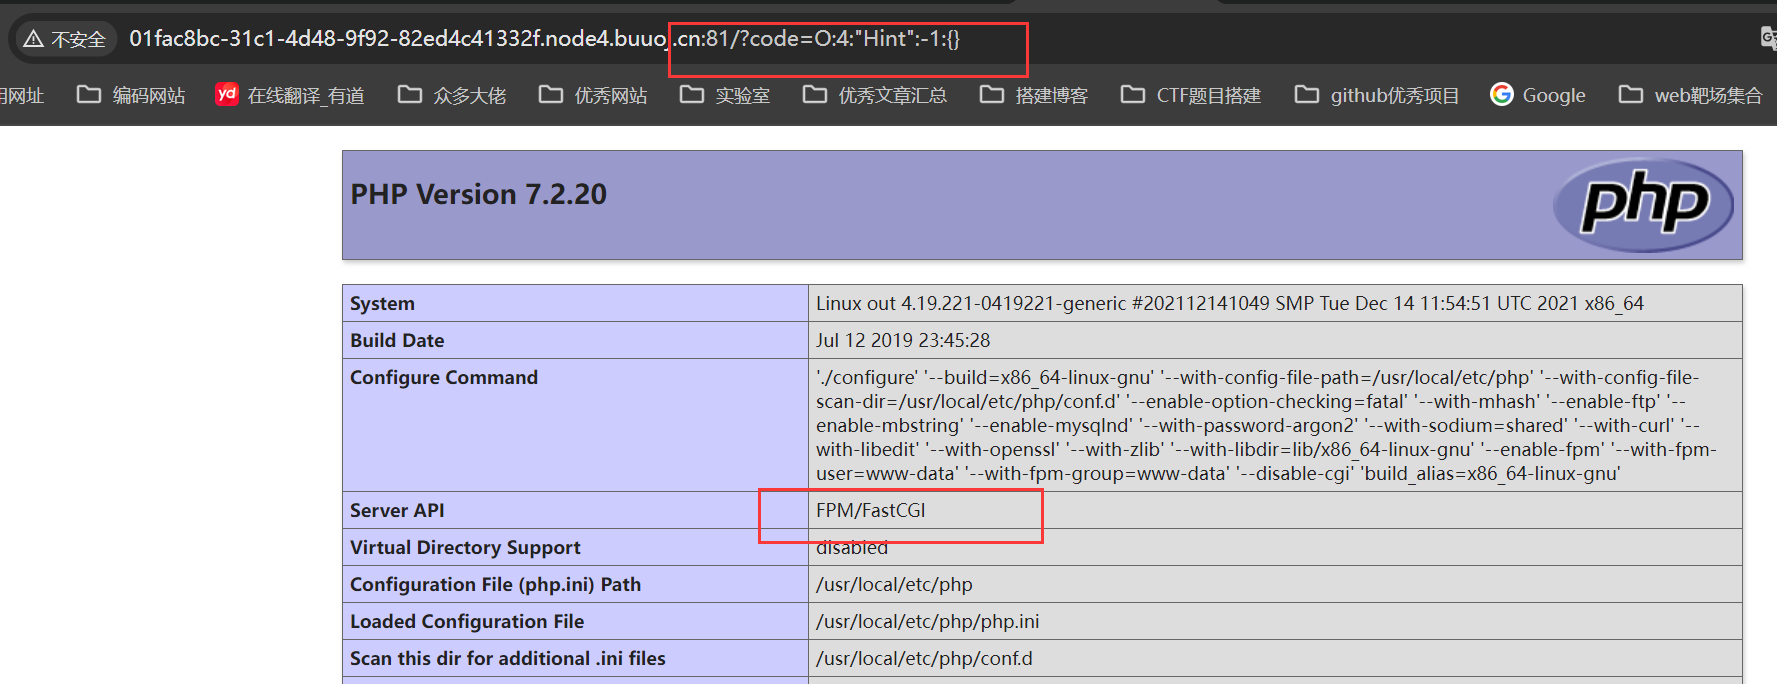 不安全 01fac8bc-31c1-4d48-9f92-82ed4c41332f.node4.buuoj.cn:81/?code=O:4:"Hint":-1:{}
用网址 编码网站 yd 在线翻译_有道 众多大佬 优秀网站 实验室 优秀文章汇总 搭建博客 CTF题目搭建 github优秀项目 Google web靶场集合
PHP Version 7.2.20
php
System Linux out 4.19.221-0419221-generic #202112141049 SMP Tue Dec 14 11:54:51 UTC 2021 x86_64
Build Date Jul 12 2019 23:45:28
Configure Command './configure' '--build=x86_64-linux-gnu' '--with-config-file-path=/usr/local/etc/php' '--with-config-file-
scan-dir=/usr/local/etc/php/conf.d' '--enable-option-checking=fatal' '--with-mhash' '--enable-ftp' '--
enable-mbstring' '--enable-mysqlnd' '--with-password-argon2' '--with-sodium=shared' '--with-curl' '--
with-libedit' '--with-openssl' '--with-zlib' '--with-libdir=lib/x86_64-linux-gnu' '--enable-fpm' '--with-fpm-
user=www-data' '--with-fpm-group=www-data' '--disable-cgi' 'build_alias=x86_64-linux-gnu'
Server API FPM/FastCGI
Virtual Directory Support disabled
Configuration File (php.ini) Path /usr/local/etc/php
Loaded Configuration File /usr/local/etc/php/php.ini
Scan this dir for additional .ini files /usr/local/etc/php/conf.d